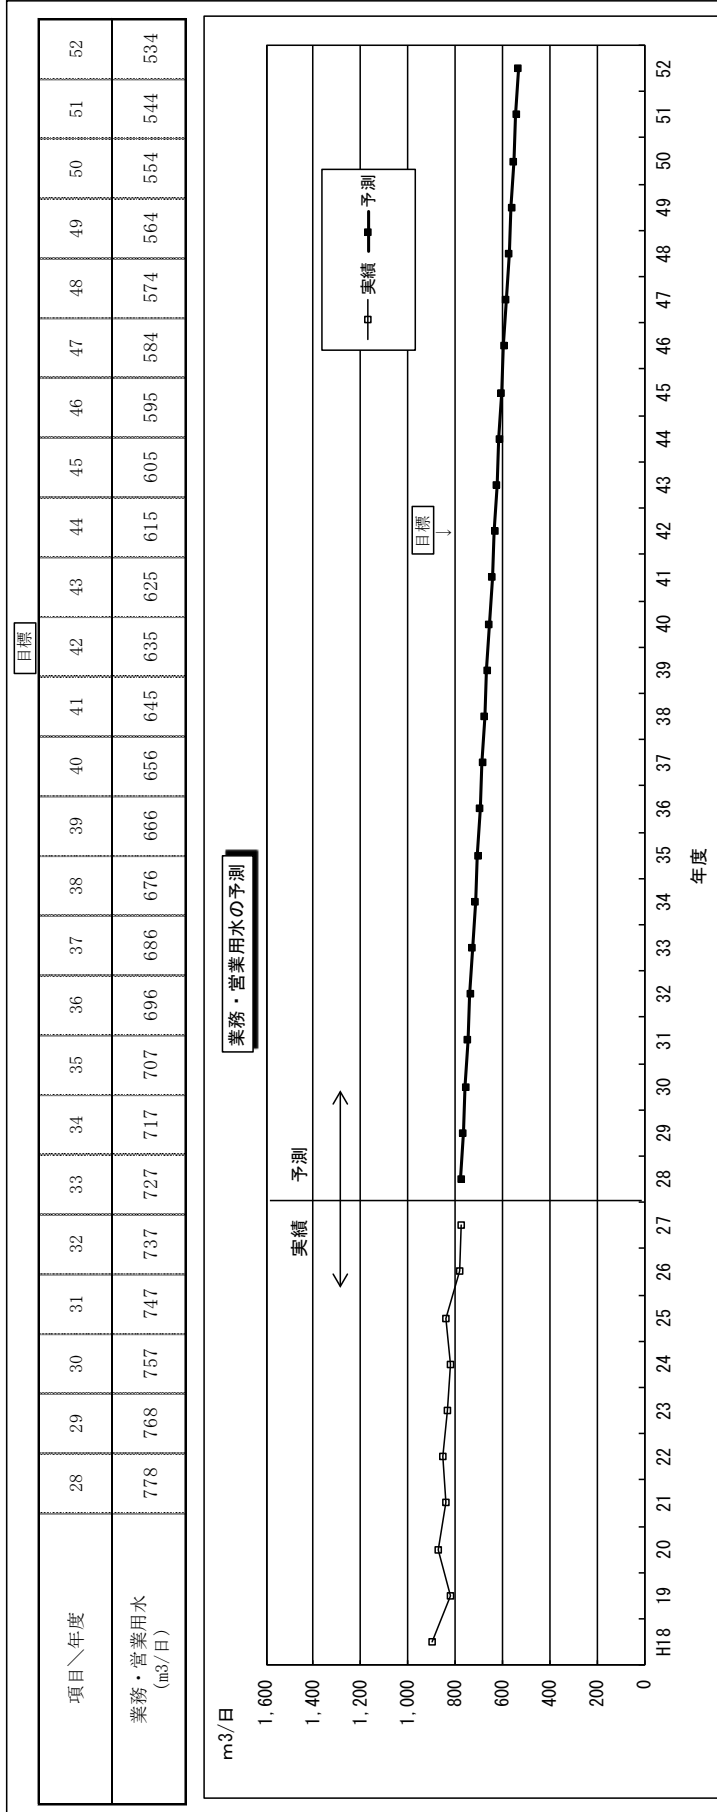 目標
項目＼年度 28 29 30 31 32 33 34 35 36 37 38 39 40 41 42 43 44 45 46 47 48 49 50 51 52
業務・営業用水 (m3/日) 778 768 757 747 737 727 717 707 696 686 676 666 656 645 635 625 615 605 595 584 574 564 554 544 534
業務・営業用水の予測
m3/日
1,600
1,400
1,200
1,000
800
600
400
200
0
実績 予測
目標
↓
実績 予測
H18 19 20 21 22 23 24 25 26 27 28 29 30 31 32 33 34 35 36 37 38 39 40 41 42 43 44 45 46 47 48 49 50 51 52
年度